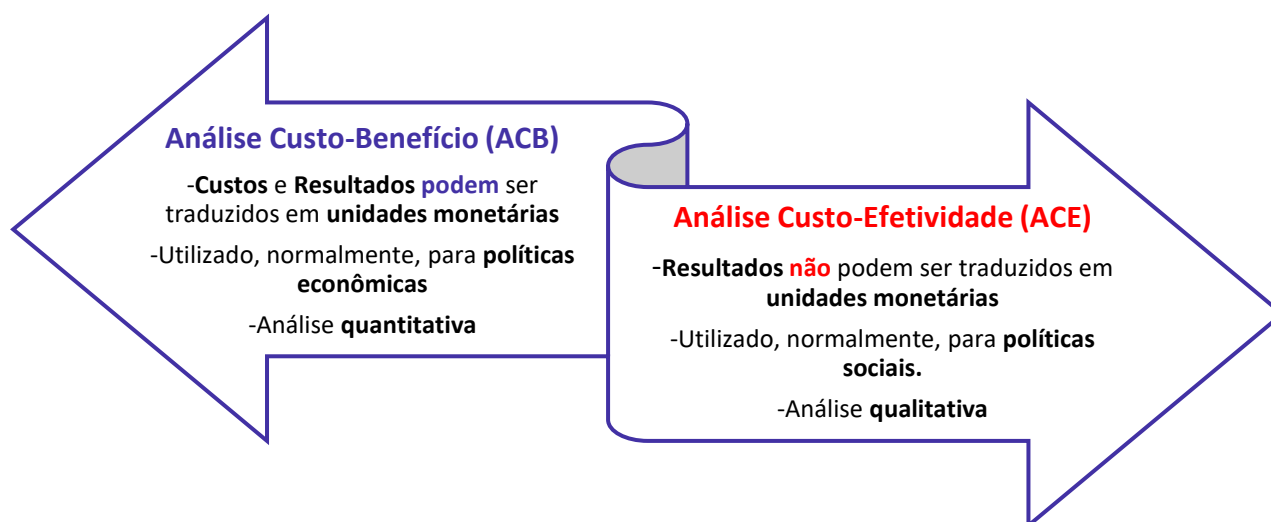 Análise Custo-Benefício (ACB)
-Custos e Resultados podem ser
traduzidos em unidades monetárias
-Utilizado, normalmente, para políticas
econômicas
-Análise quantitativa
Análise Custo-Efetividade (ACE)
-Resultados não podem ser traduzidos em
unidades monetárias
-Utilizado, normalmente, para políticas
sociais.
-Análise qualitativa